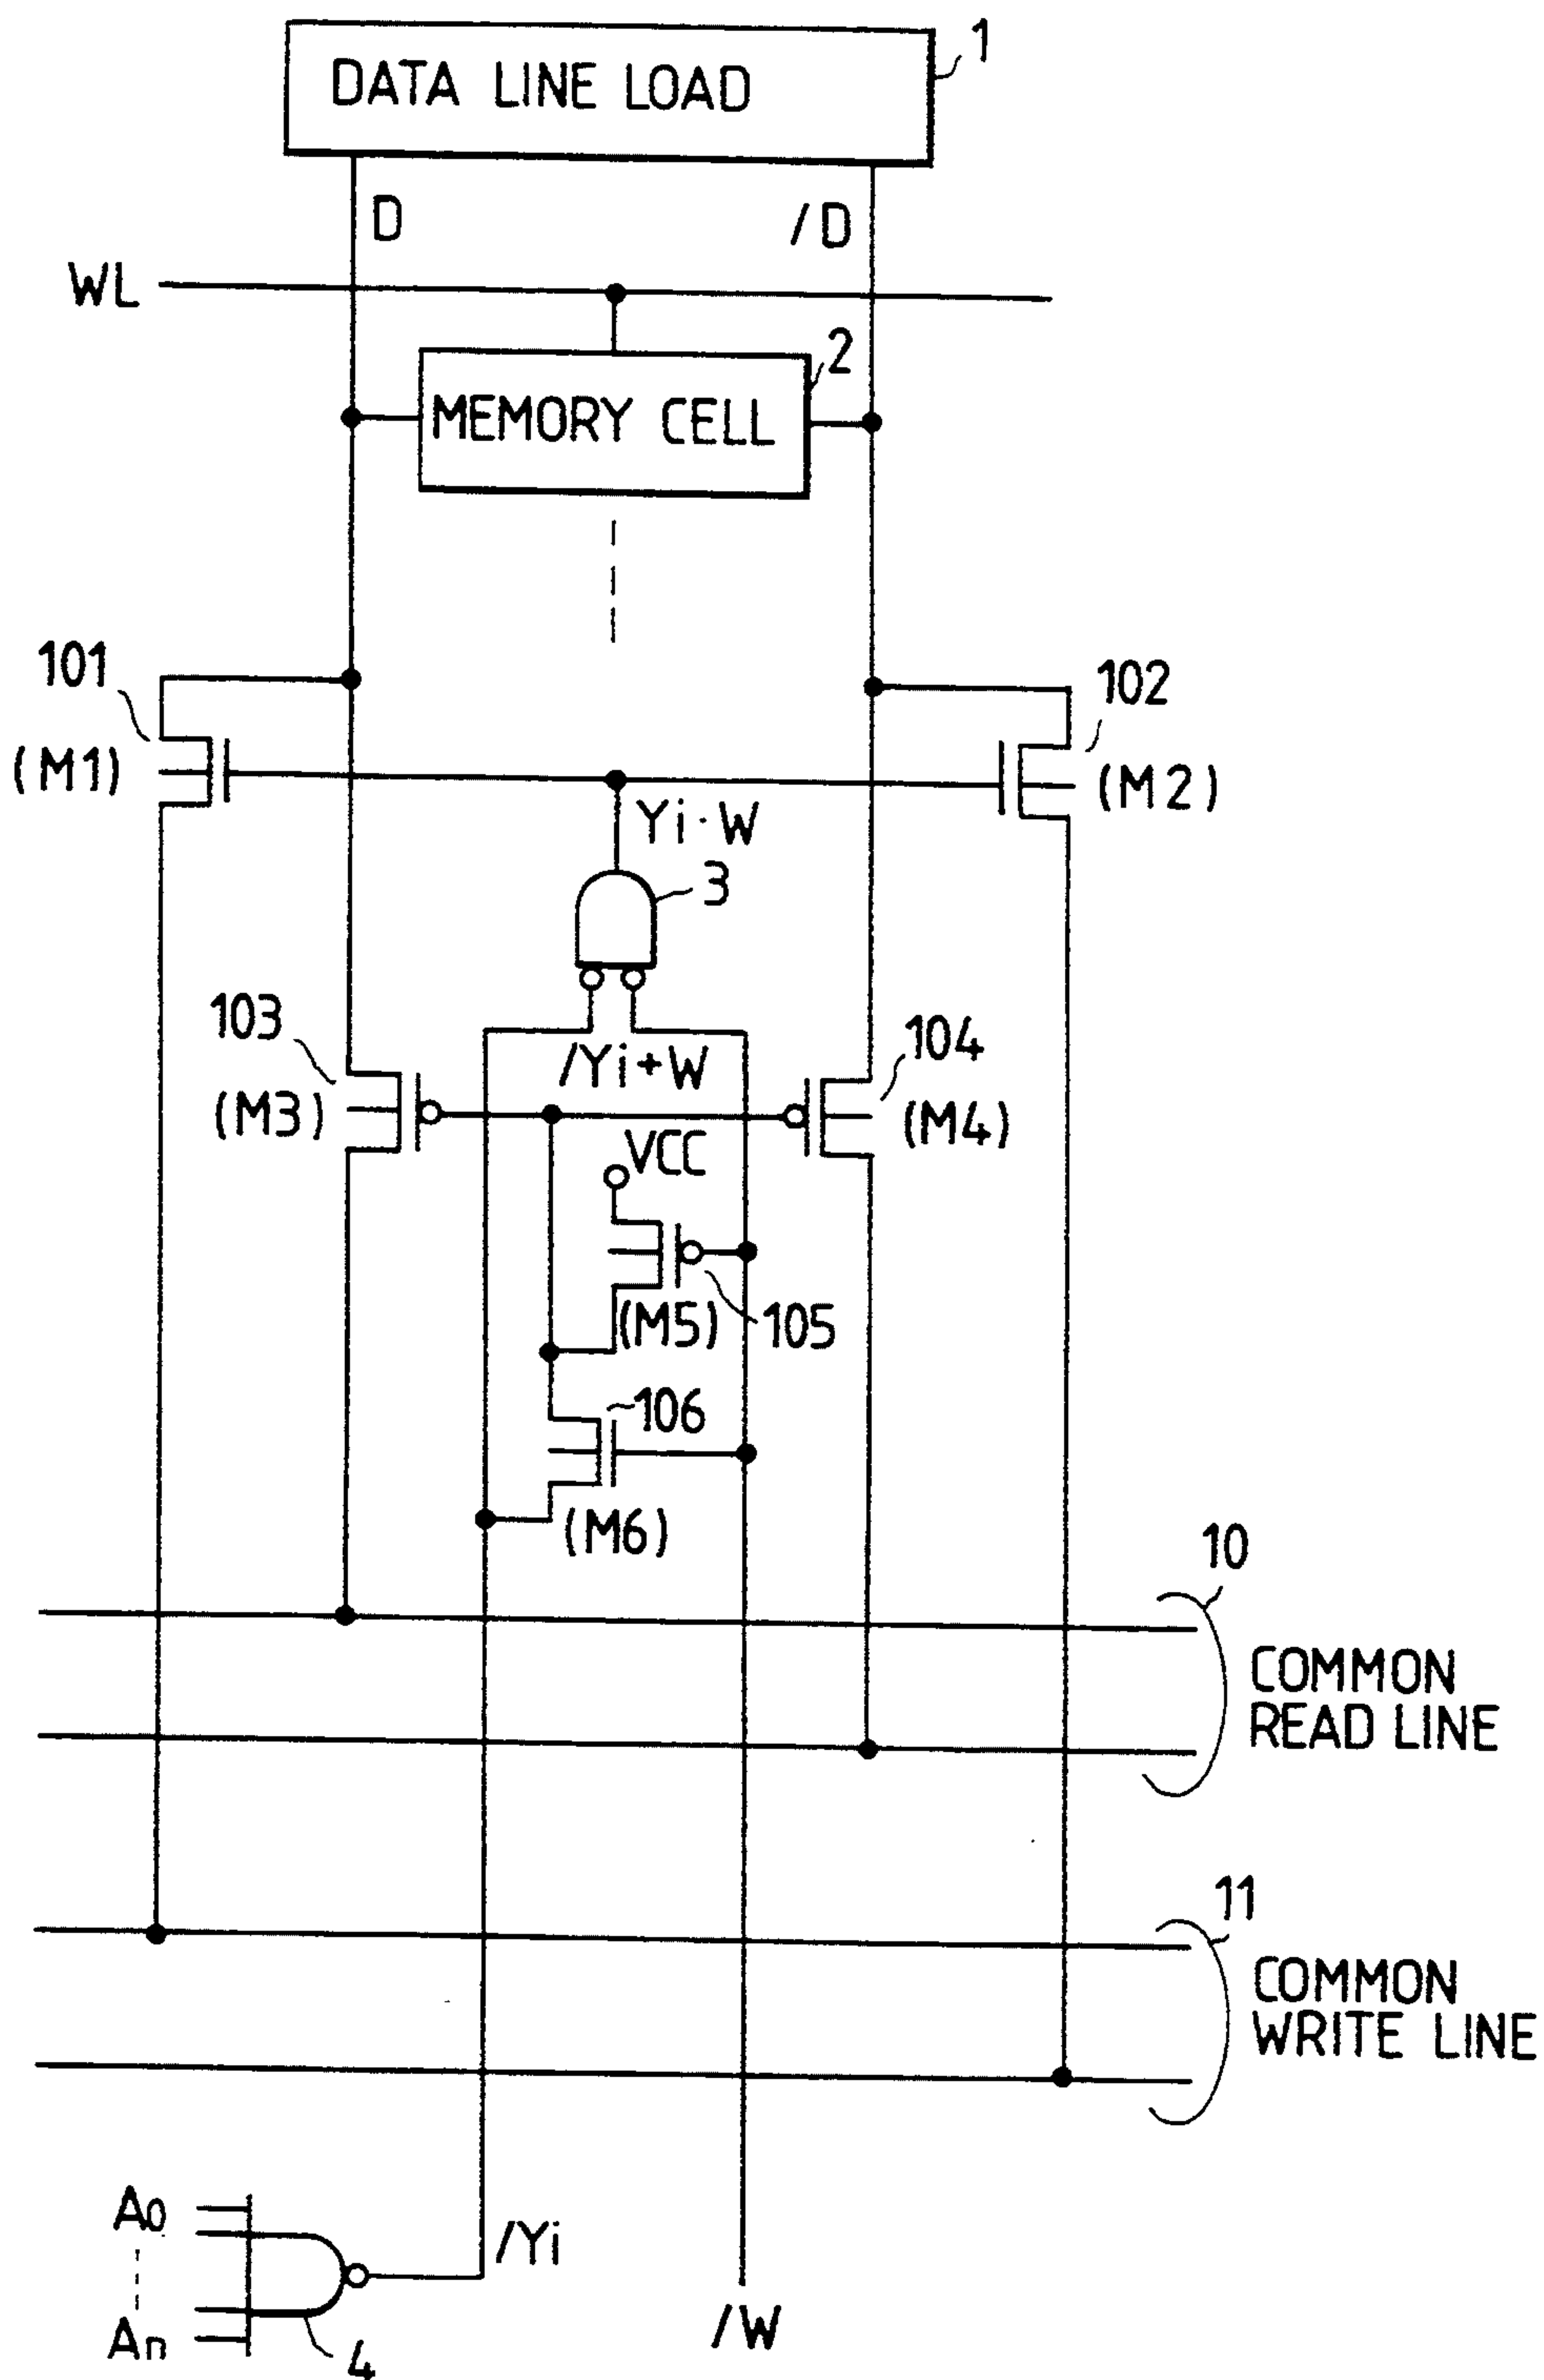 1
DATA LINE LOAD
D
/D
WL
2
MEMORY CELL
101
102
(M1)
(M2)
Yi·W
3
103
104
/Yi+W
(M3)
(M4)
VCC
(M5)
105
106
(M6)
10
COMMON
READ LINE
11
COMMON
WRITE LINE
A0
/Yi
An
4
/W